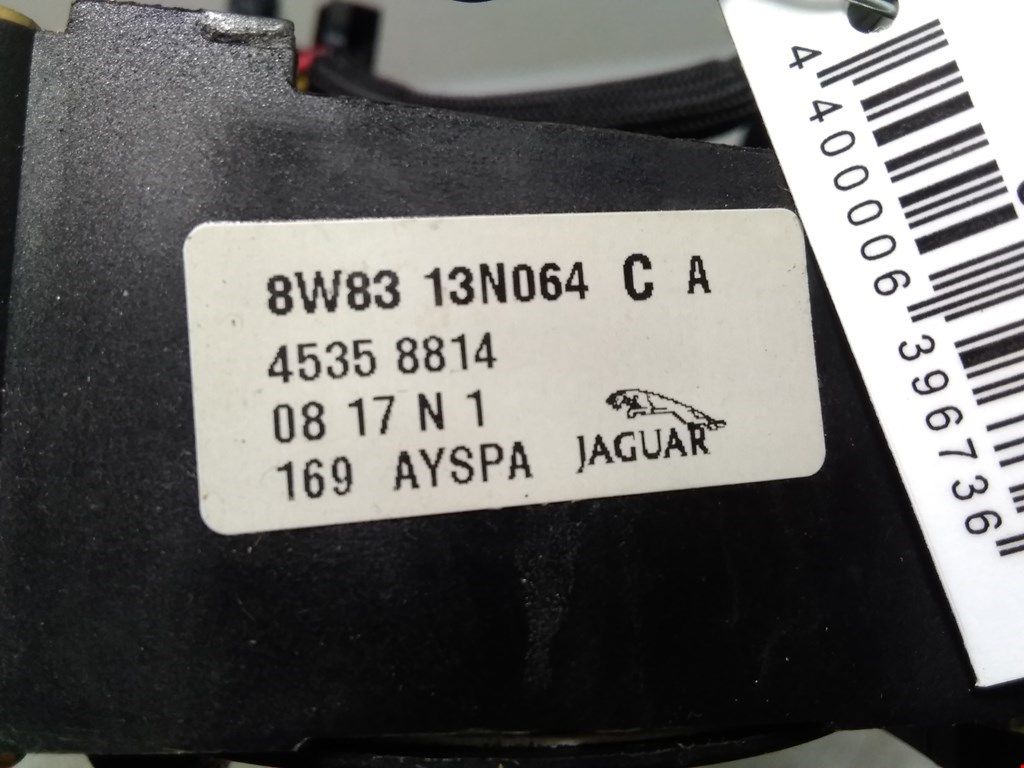 8W83 13N064 C A
4535 8814
08 17 N 1
169 AYSPA JAGUAR
4 400006 396736